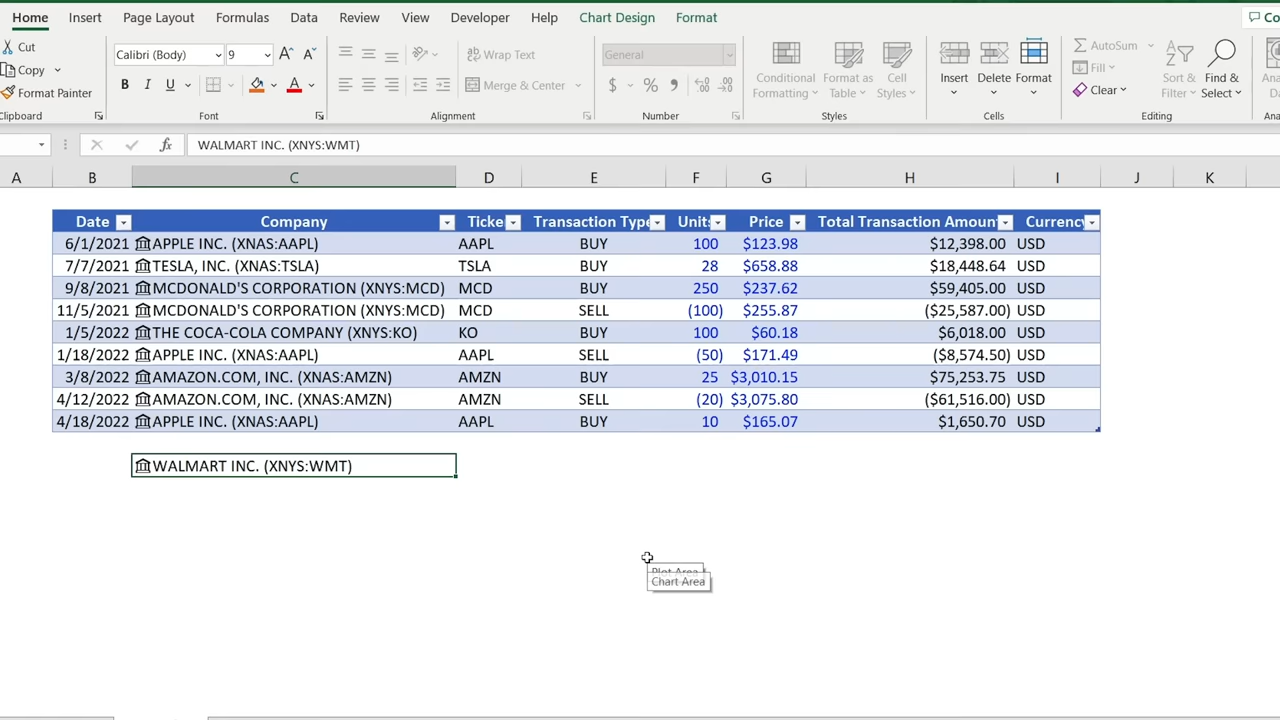 Home Insert Page Layout Formulas Data Review View Developer Help Chart Design Format Co
Cut
Copy
Format Painter
Clipboard
Calibri (Body) 9
B I U
Font
Wrap Text
Merge & Center
Alignment
General
$ % ,
Number
Conditional Formatting
Format as Table
Cell Styles
Styles
Insert Delete Format
Cells
AutoSum
Fill
Clear
Sort & Filter
Find & Select
Editing
fx WALMART INC. (XNYS:WMT)
A B C D E F G H I J K
Date Company Ticke Transaction Type Units Price Total Transaction Amoun Currency
6/1/2021 APPLE INC. (XNAS:AAPL) AAPL BUY 100 $123.98 $12,398.00 USD
7/7/2021 TESLA, INC. (XNAS:TSLA) TSLA BUY 28 $658.88 $18,448.64 USD
9/8/2021 MCDONALD'S CORPORATION (XNYS:MCD) MCD BUY 250 $237.62 $59,405.00 USD
11/5/2021 MCDONALD'S CORPORATION (XNYS:MCD) MCD SELL (100) $255.87 ($25,587.00) USD
1/5/2022 THE COCA-COLA COMPANY (XNYS:KO) KO BUY 100 $60.18 $6,018.00 USD
1/18/2022 APPLE INC. (XNAS:AAPL) AAPL SELL (50) $171.49 ($8,574.50) USD
3/8/2022 AMAZON.COM, INC. (XNAS:AMZN) AMZN BUY 25 $3,010.15 $75,253.75 USD
4/12/2022 AMAZON.COM, INC. (XNAS:AMZN) AMZN SELL (20) $3,075.80 ($61,516.00) USD
4/18/2022 APPLE INC. (XNAS:AAPL) AAPL BUY 10 $165.07 $1,650.70 USD
WALMART INC. (XNYS:WMT)
Plot Area
Chart Area